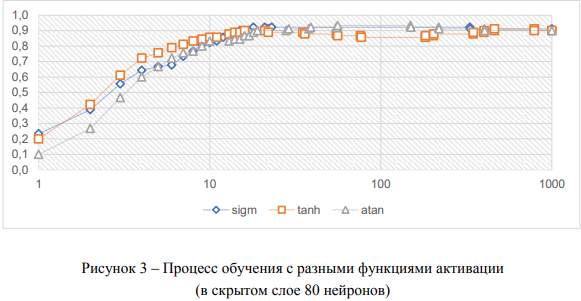 1,0
0,9
0,8
0,7
0,6
0,5
0,4
0,3
0,2
0,1
0,0
1 10 100 1000
sigm tanh atan
Рисунок 3 – Процесс обучения с разными функциями активации
(в скрытом слое 80 нейронов)